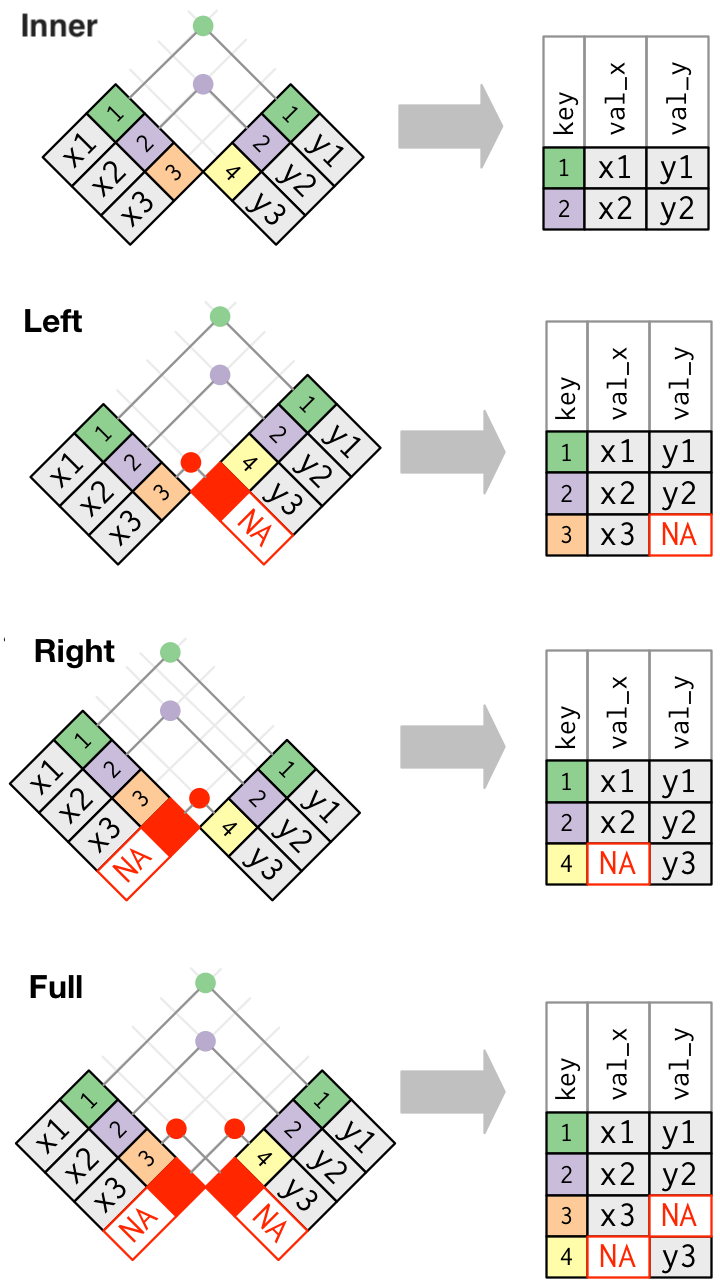 Inner
1 x1
2 x2
3 x3
1 y1
2 y2
4 y3
key val_x val_y
1 x1 y1
2 x2 y2
Left
1 x1
2 x2
3 x3
1 y1
2 y2
4 y3
NA
key val_x val_y
1 x1 y1
2 x2 y2
3 x3 NA
Right
1 x1
2 x2
3 x3
NA
1 y1
2 y2
4 y3
key val_x val_y
1 x1 y1
2 x2 y2
4 NA y3
Full
1 x1
2 x2
3 x3
NA
1 y1
2 y2
4 y3
NA
key val_x val_y
1 x1 y1
2 x2 y2
3 x3 NA
4 NA y3